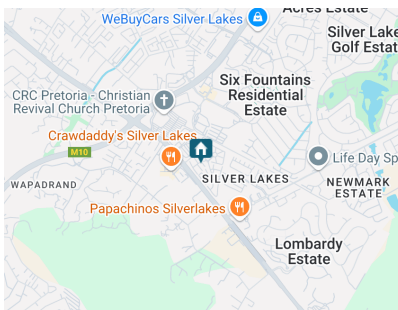 Acres Estate
WeBuyCars Silver Lakes
Silver Lake
Golf Estat
Six Fountains
Residential
Estate
CRC Pretoria - Christian
Revival Church Pretoria
Crawdaddy's Silver Lakes
M10
Life Day Sp
WAPADRAND
SILVER LAKES
NEWMARK
ESTATE
Papachinos Silverlakes
Lombardy
Estate